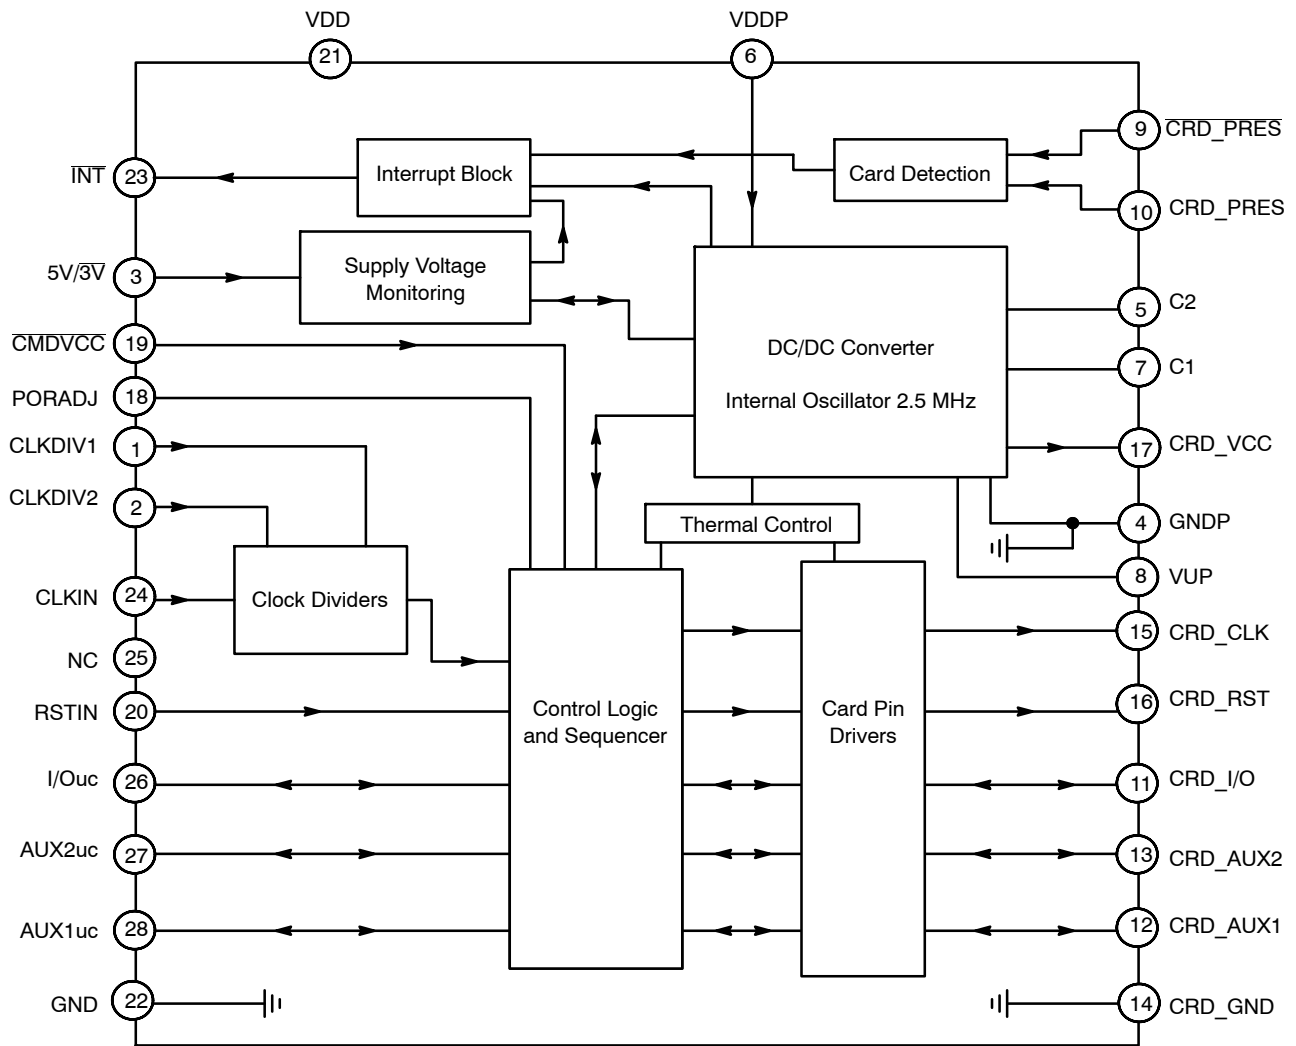 VDD
VDDP
21
6
9
CRD_PRES
INT
23
Interrupt Block
Card Detection
10
CRD_PRES
5V/3V
3
Supply Voltage
Monitoring
5
C2
CMDVCC
19
DC/DC Converter
7
C1
PORADJ
18
Internal Oscillator 2.5 MHz
CLKDIV1
1
17
CRD_VCC
CLKDIV2
2
Thermal Control
4
GNDP
8
VUP
CLKIN
24
Clock Dividers
15
CRD_CLK
NC
25
RSTIN
20
Control Logic
and Sequencer
Card Pin
Drivers
16
CRD_RST
I/Ouc
26
11
CRD_I/O
AUX2uc
27
13
CRD_AUX2
AUX1uc
28
12
CRD_AUX1
GND
22
14
CRD_GND